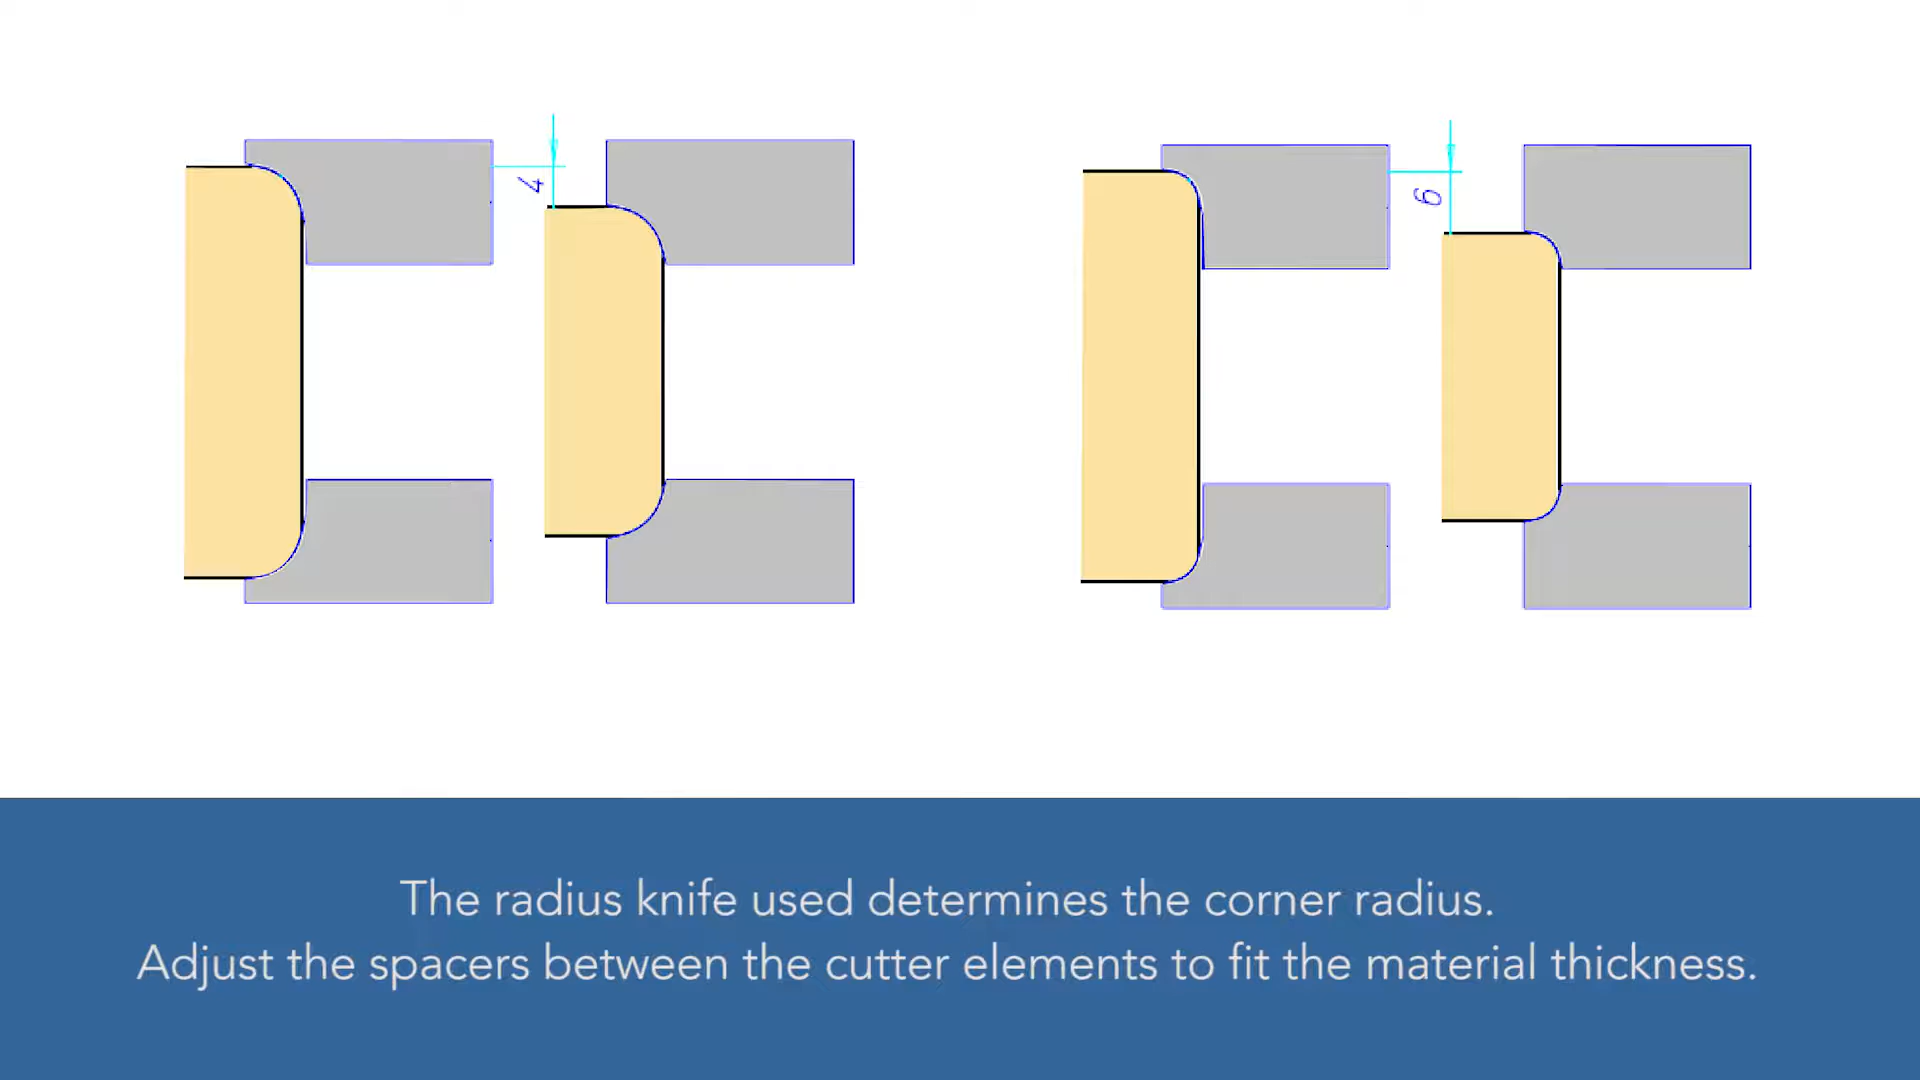 4
6
The radius knife used determines the corner radius.
Adjust the spacers between the cutter elements to fit the material thickness.